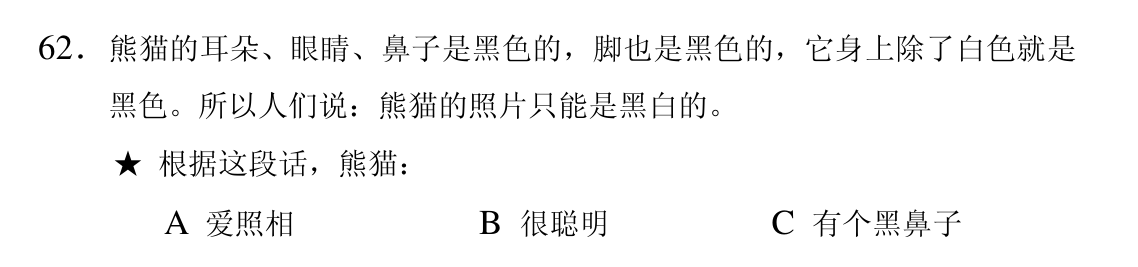 62．熊猫的耳朵、眼睛、鼻子是黑色的，脚也是黑色的，它身上除了白色就是
黑色。所以人们说：熊猫的照片只能是黑白的。
★ 根据这段话，熊猫：
A 爱照相 B 很聪明 C 有个黑鼻子